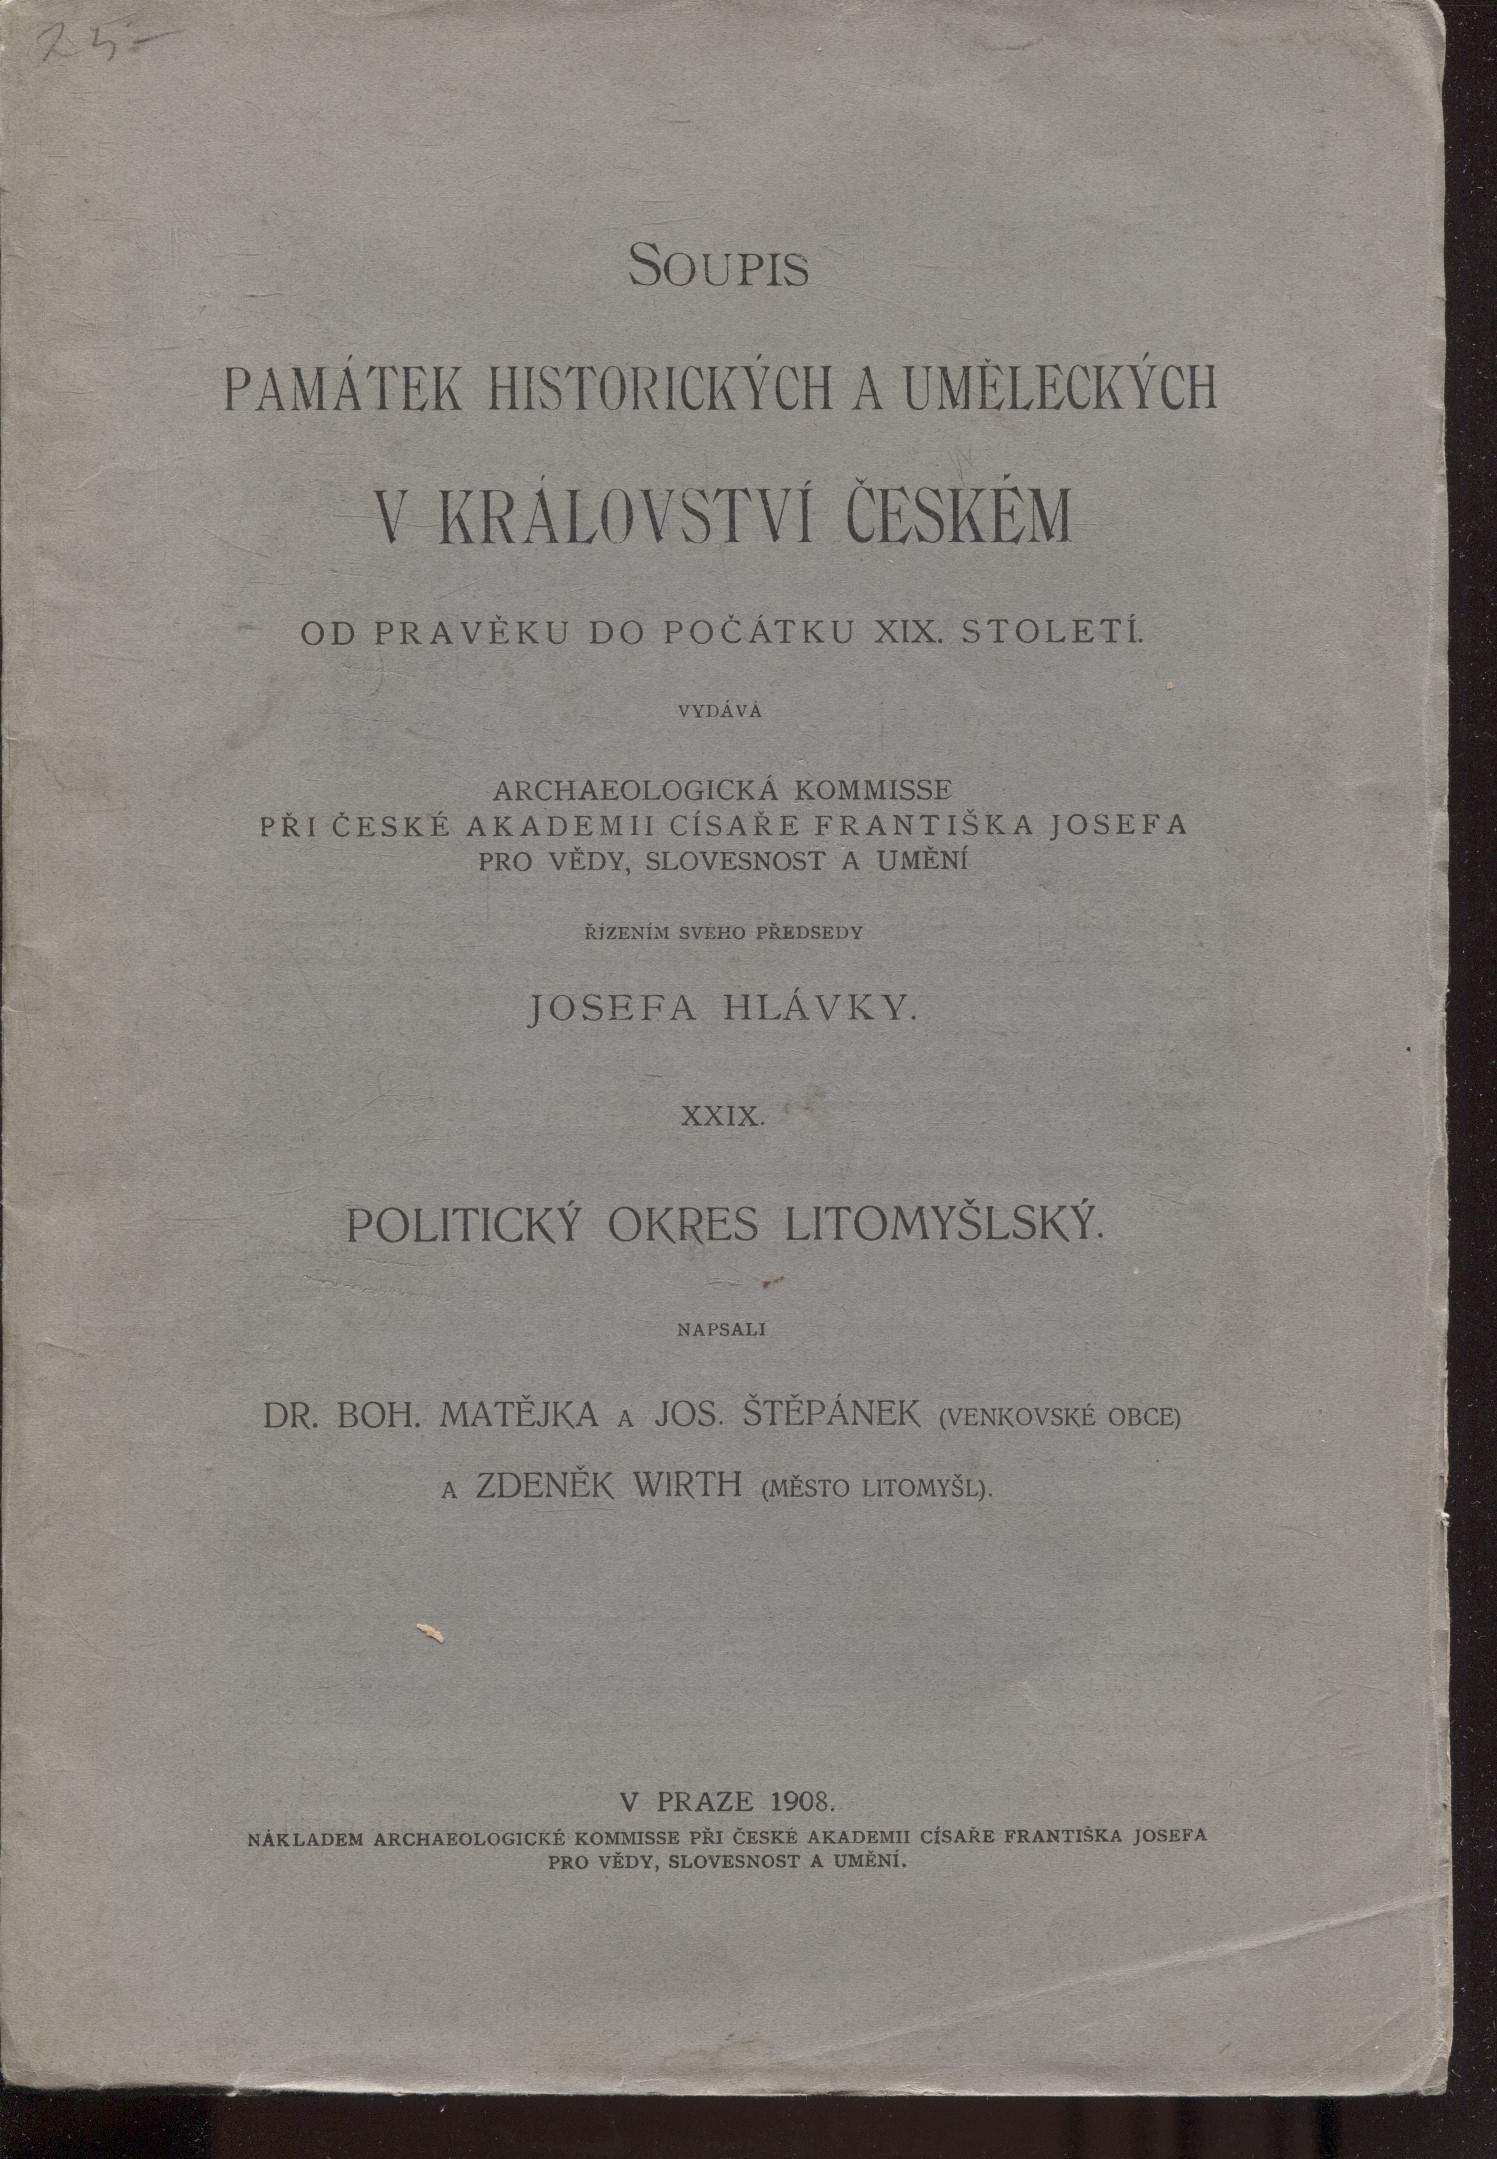 25-
SOUPIS
PAMÁTEK HISTORICKÝCH A UMĚLECKÝCH
V KRÁLOVSTVÍ ČESKÉM
OD PRAVĚKU DO POČÁTKU XIX. STOLETÍ.
VYDÁVÁ
ARCHAEOLOGICKÁ KOMMISSE
PŘI ČESKÉ AKADEMII CÍSAŘE FRANTIŠKA JOSEFA
PRO VĚDY, SLOVESNOST A UMĚNÍ
ŘÍZENÍM SVÉHO PŘEDSEDY
JOSEFA HLÁVKY.
XXIX.
POLITICKÝ OKRES LITOMYŠLSKÝ.
NAPSALI
DR. BOH. MATĚJKA A JOS. ŠTĚPÁNEK (VENKOVSKÉ OBCE)
A ZDENĚK WIRTH (MĚSTO LITOMYŠL).
V PRAZE 1908.
NÁKLADEM ARCHAEOLOGICKÉ KOMMISSE PŘI ČESKÉ AKADEMII CÍSAŘE FRANTIŠKA JOSEFA
PRO VĚDY, SLOVESNOST A UMĚNÍ.